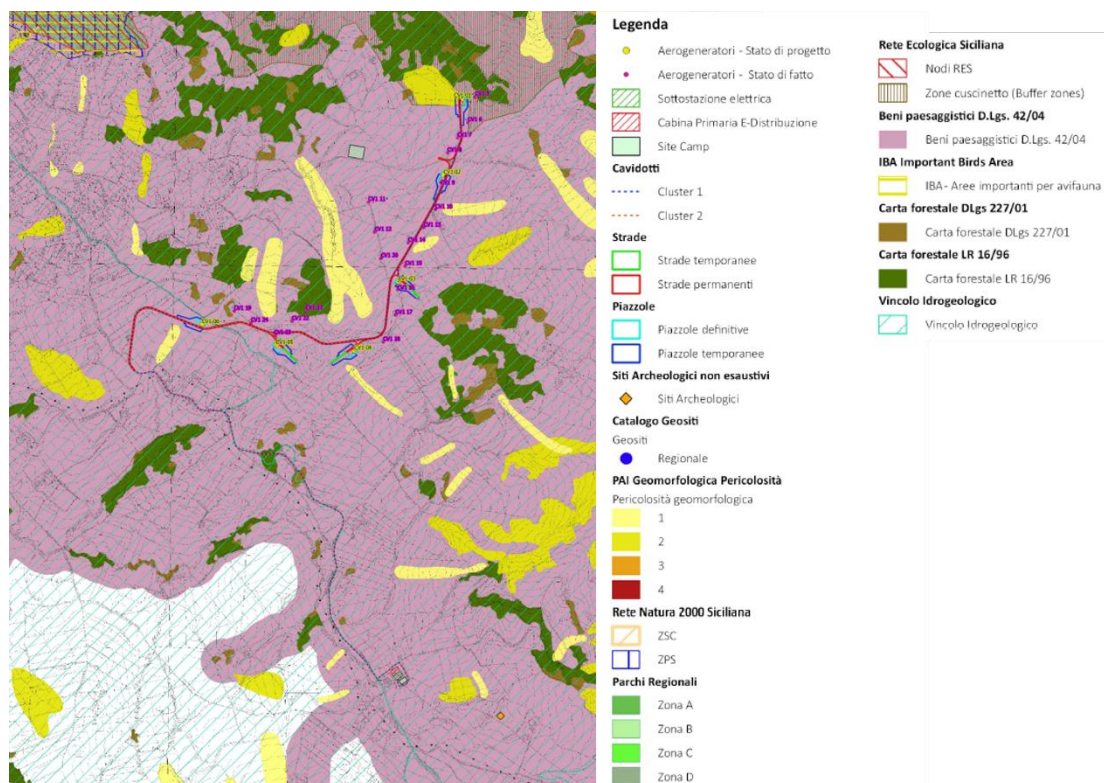 Legenda
Aerogeneratori - Stato di progetto
Aerogeneratori - Stato di fatto
Sottostazione elettrica
Cabina Primaria E-Distribuzione
Site Camp
Cavidotti
Cluster 1
Cluster 2
Strade
Strade temporanee
Strade permanenti
Piazzole
Piazzole definitive
Piazzole temporanee
Siti Archeologici non esaustivi
Siti Archeologici
Catalogo Geositi
Geositi
Regionale
PAI Geomorfologica Pericolosità
Pericolosità geomorfologica
1
2
3
4
Rete Natura 2000 Siciliana
ZSC
ZPS
Parchi Regionali
Zona A
Zona B
Zona C
Zona D
Rete Ecologica Siciliana
Nodi RES
Zone cuscinetto (Buffer zones)
Beni paesaggistici D.Lgs. 42/04
Beni paesaggistici D.Lgs. 42/04
IBA Important Birds Area
IBA - Aree importanti per avifauna
Carta forestale DLgs 227/01
Carta forestale DLgs 227/01
Carta forestale LR 16/96
Carta forestale LR 16/96
Vincolo Idrogeologico
Vincolo Idrogeologico